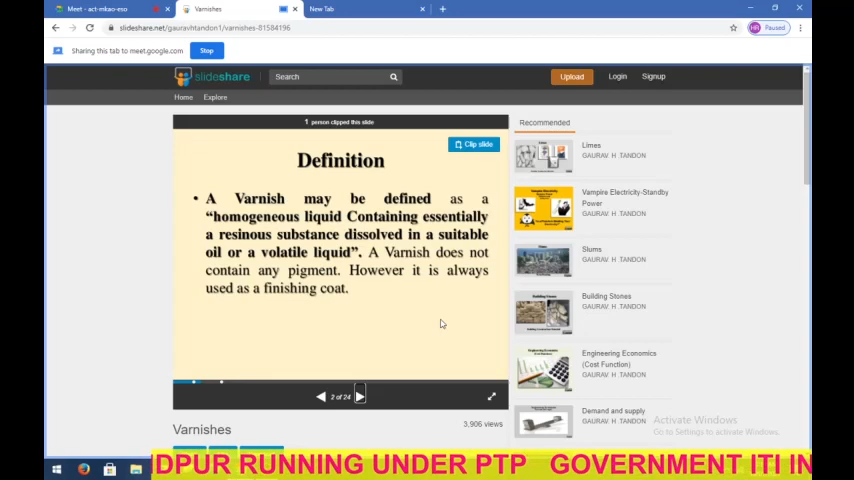 Meet - act-mkao-eso
Varnishes
New Tab
slideshare.net/gauravhtandon1/varnishes-81584196
HR Paused
Sharing this tab to meet.google.com Stop
slideshare
Search
Upload Login Signup
Home Explore
1 person clipped this slide
Clip slide
Definition
• A Varnish may be defined as a
“homogeneous liquid Containing essentially
a resinous substance dissolved in a suitable
oil or a volatile liquid”. A Varnish does not
contain any pigment. However it is always
used as a finishing coat.
2 of 24
Varnishes
3,906 views
Recommended
Limes
GAURAV. H .TANDON
Vampire Electricity-Standby
Power
GAURAV. H .TANDON
Slums
GAURAV. H .TANDON
Building Stones
GAURAV. H .TANDON
Engineering Economics
(Cost Function)
GAURAV. H .TANDON
Demand and supply
GAURAV. H .TANDON
Activate Windows
Go to Settings to activate Windows.
IDPUR RUNNING UNDER PTP GOVERNMENT ITI IN